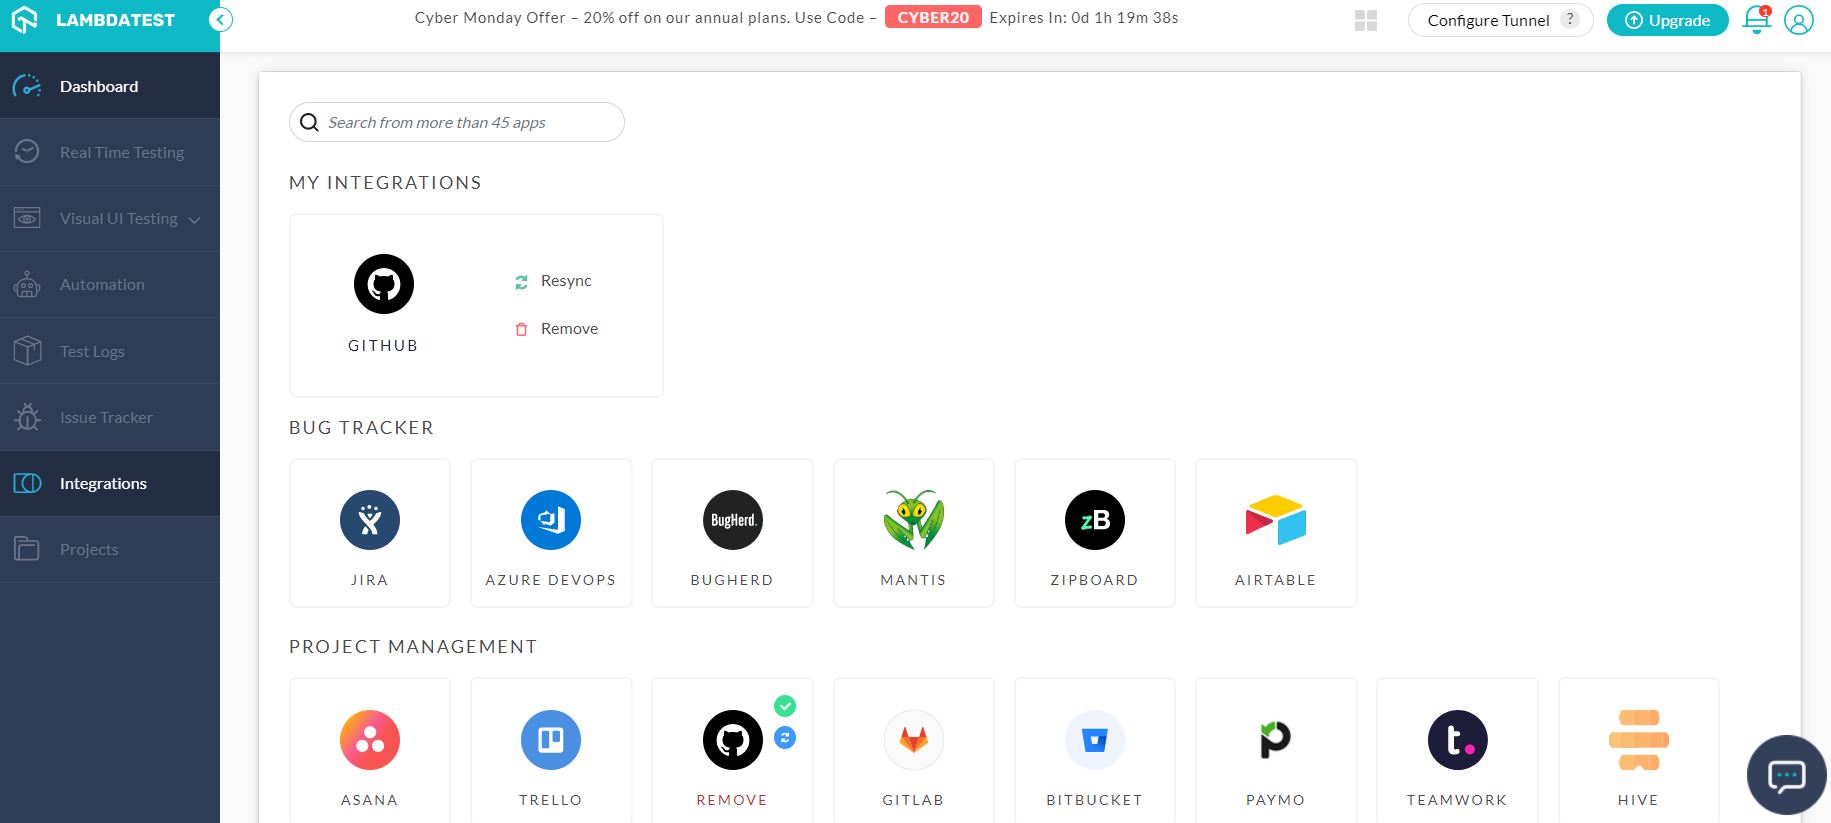 LAMBDATEST
Cyber Monday Offer – 20% off on our annual plans. Use Code – CYBER20 Expires In: 0d 1h 19m 38s
Configure Tunnel ?
Upgrade
1
Dashboard
Real Time Testing
Visual UI Testing
Automation
Test Logs
Issue Tracker
Integrations
Projects
Search from more than 45 apps
MY INTEGRATIONS
GITHUB
Resync
Remove
BUG TRACKER
BugHerd.
zB
JIRA
AZURE DEVOPS
BUGHERD
MANTIS
ZIPBOARD
AIRTABLE
PROJECT MANAGEMENT
t.
ASANA
TRELLO
REMOVE
GITLAB
BITBUCKET
PAYMO
TEAMWORK
HIVE